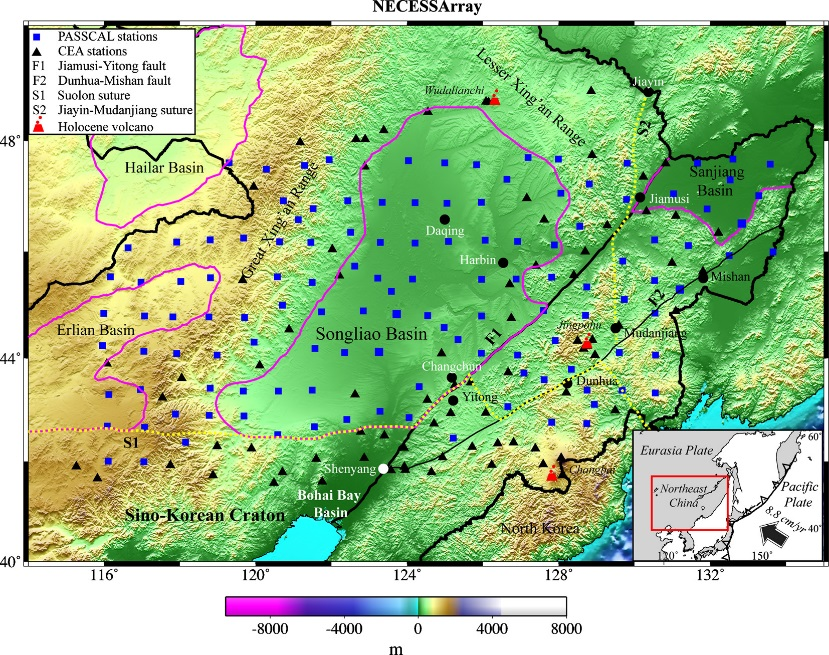 NECESSArray
PASSCAL stations
CEA stations
F1 Jiamusi-Yitong fault
F2 Dunhua-Mishan fault
S1 Suolon suture
S2 Jiayin-Mudanjiang suture
Holocene volcano
Lesser Xing'an Range
Wudalianchi
Jiayin
S2
48°
Hailar Basin
Sanjiang
Basin
Great Xing'an Range
Jiamusi
Daqing
Harbin
Mishan
F2
Erlian Basin
Songliao Basin
F1
Jingpohu
Mudanjiang
44°
Changchun
Dunhua
Yitong
S1
Shenyang
Changbai
Bohai Bay
Basin
Sino-Korean Craton
North Korea
Eurasia Plate
60°
Northeast
China
Pacific
Plate
8.8 cm/yr
40°
120°
150°
40°
116°
120°
124°
128°
132°
-8000
-4000
0
4000
8000
m